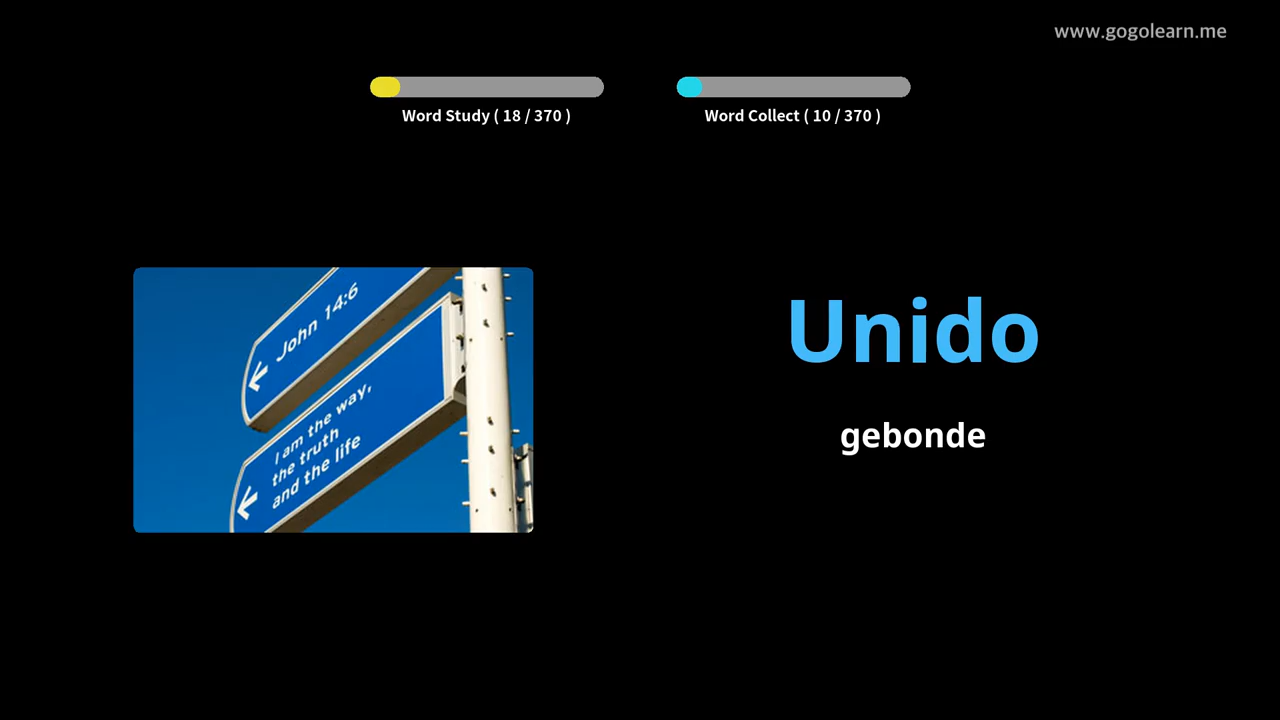 www.gogolearn.me
Word Study ( 18 / 370 )
Word Collect ( 10 / 370 )
John 14:6
I am the way,
the truth
and the life
Unido
gebonde